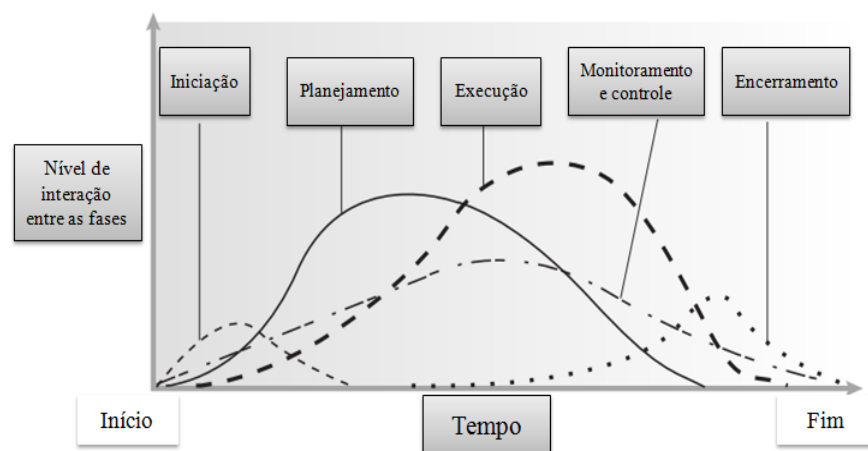 Iniciação
Planejamento
Execução
Monitoramento
e controle
Encerramento
Nível de
interação
entre as fases
Início
Tempo
Fim